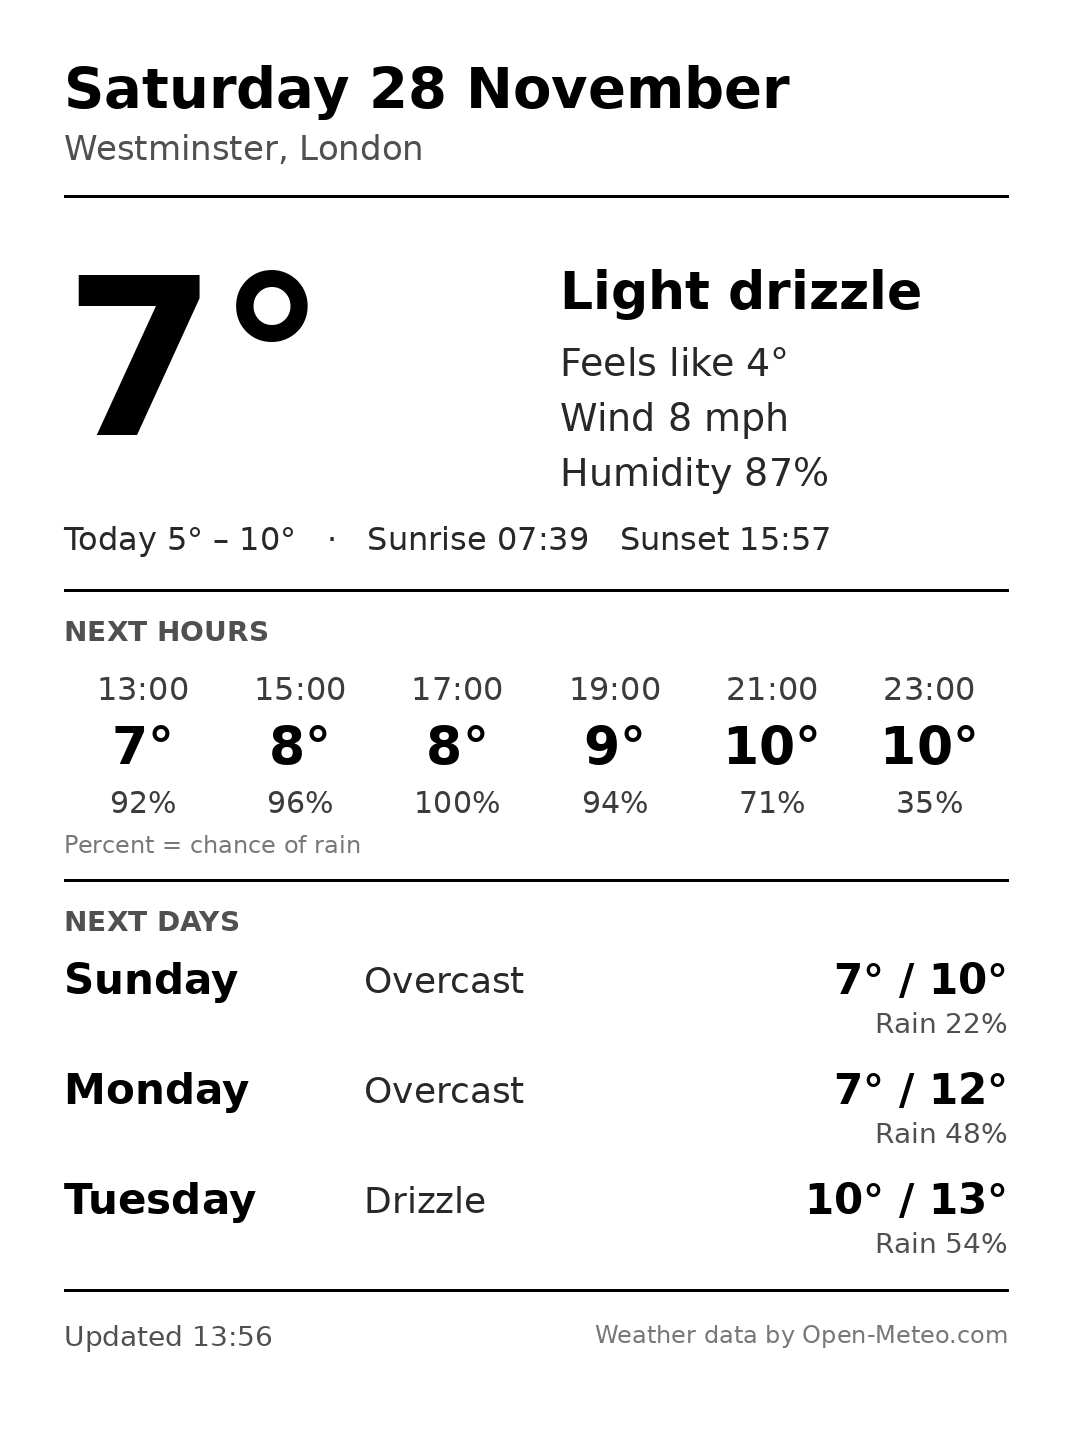 Saturday 28 November
Westminster, London
7°
Light drizzle
Feels like 4°
Wind 8 mph
Humidity 87%
Today 5° – 10° · Sunrise 07:39 Sunset 15:57
NEXT HOURS
13:00 15:00 17:00 19:00 21:00 23:00
7° 8° 8° 9° 10° 10°
92% 96% 100% 94% 71% 35%
Percent = chance of rain
NEXT DAYS
Sunday Overcast 7° / 10°
Rain 22%
Monday Overcast 7° / 12°
Rain 48%
Tuesday Drizzle 10° / 13°
Rain 54%
Updated 13:56 Weather data by Open-Meteo.com